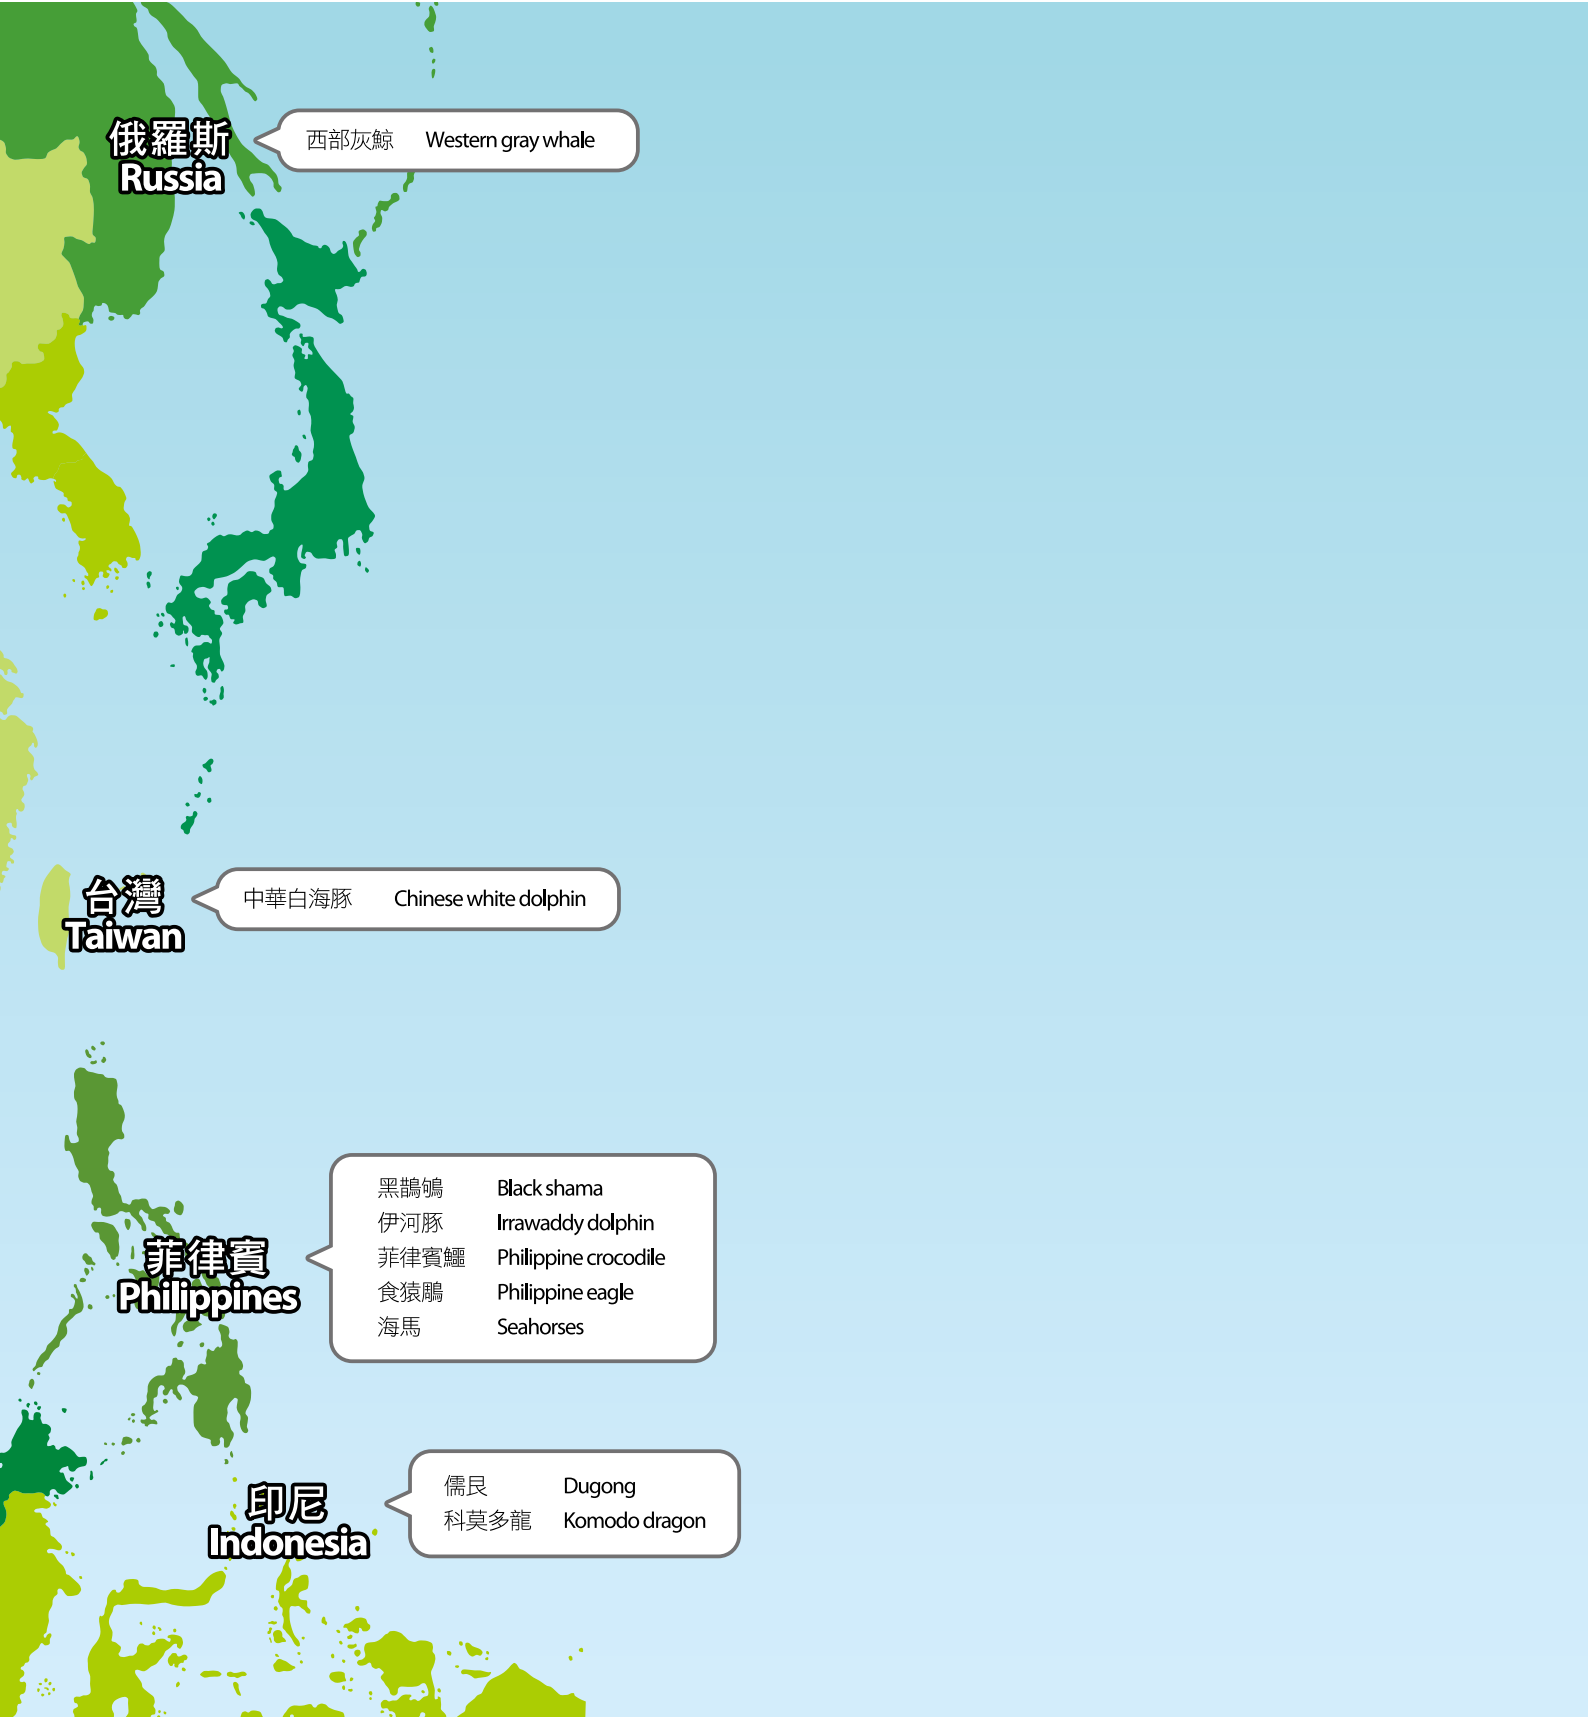 俄羅斯
Russia
西部灰鯨 Western gray whale
台灣
Taiwan
中華白海豚 Chinese white dolphin
菲律賓
Philippines
黑鵲鴝 Black shama
伊河豚 Irrawaddy dolphin
菲律賓鱷 Philippine crocodile
食猿鵰 Philippine eagle
海馬 Seahorses
印尼
Indonesia
儒艮 Dugong
科莫多龍 Komodo dragon